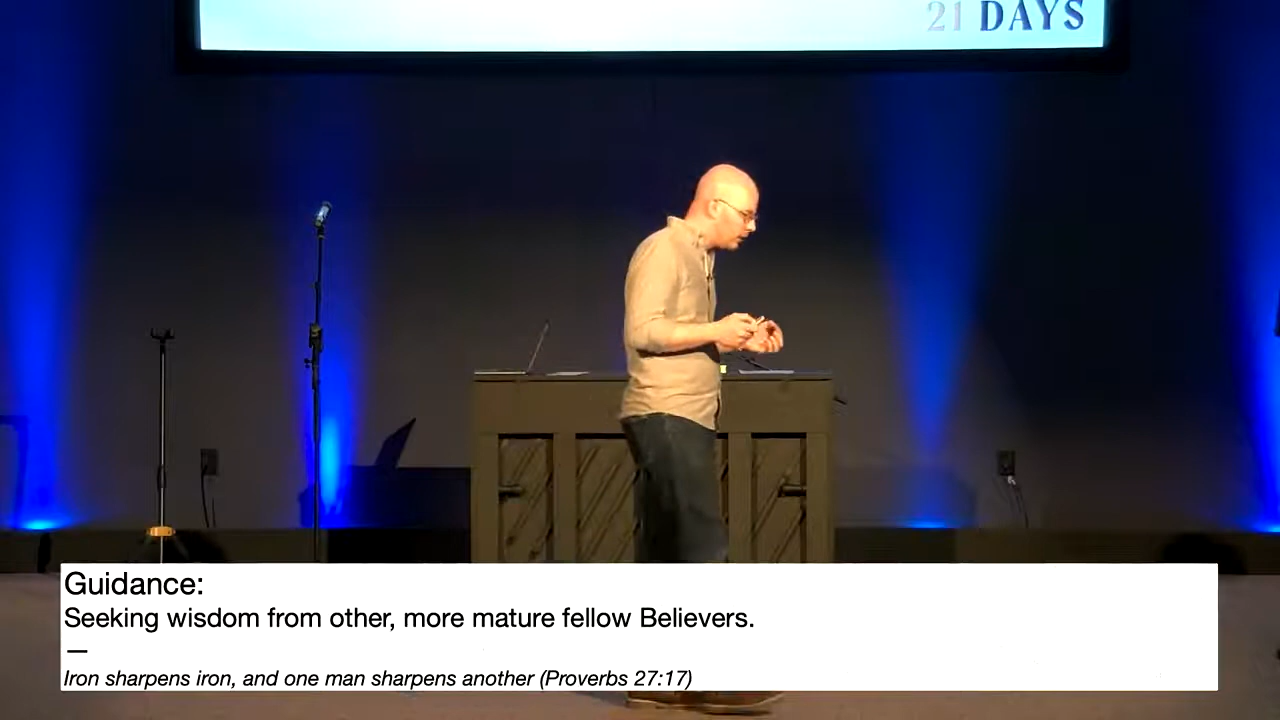 21 DAYS
Guidance:
Seeking wisdom from other, more mature fellow Believers.
—
Iron sharpens iron, and one man sharpens another (Proverbs 27:17)